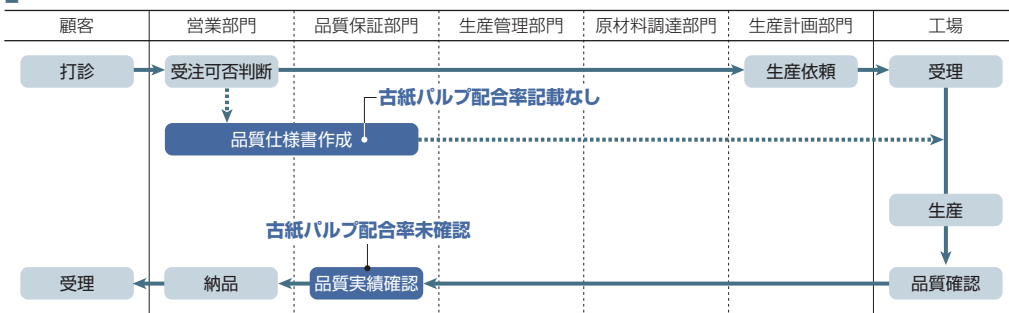 顧客 営業部門 品質保証部門 生産管理部門 原材料調達部門 生産計画部門 工場
打診 受注可否判断 生産依頼 受理
古紙パルプ配合率記載なし
品質仕様書作成
生産
古紙パルプ配合率未確認
受理 納品 品質実績確認 品質確認